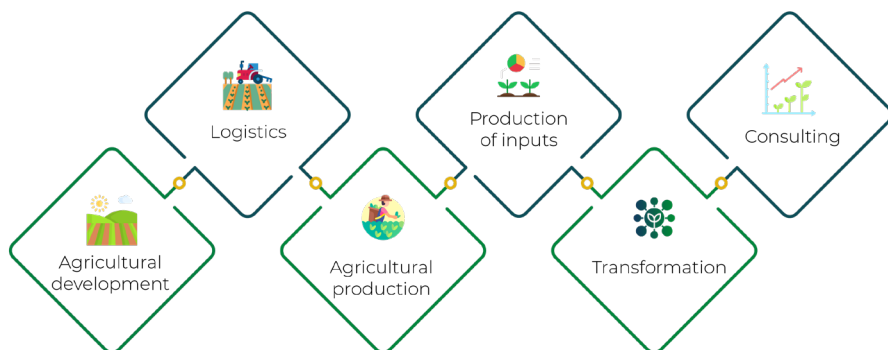 Agricultural
development
Logistics
Agricultural
production
Production
of inputs
Transformation
Consulting